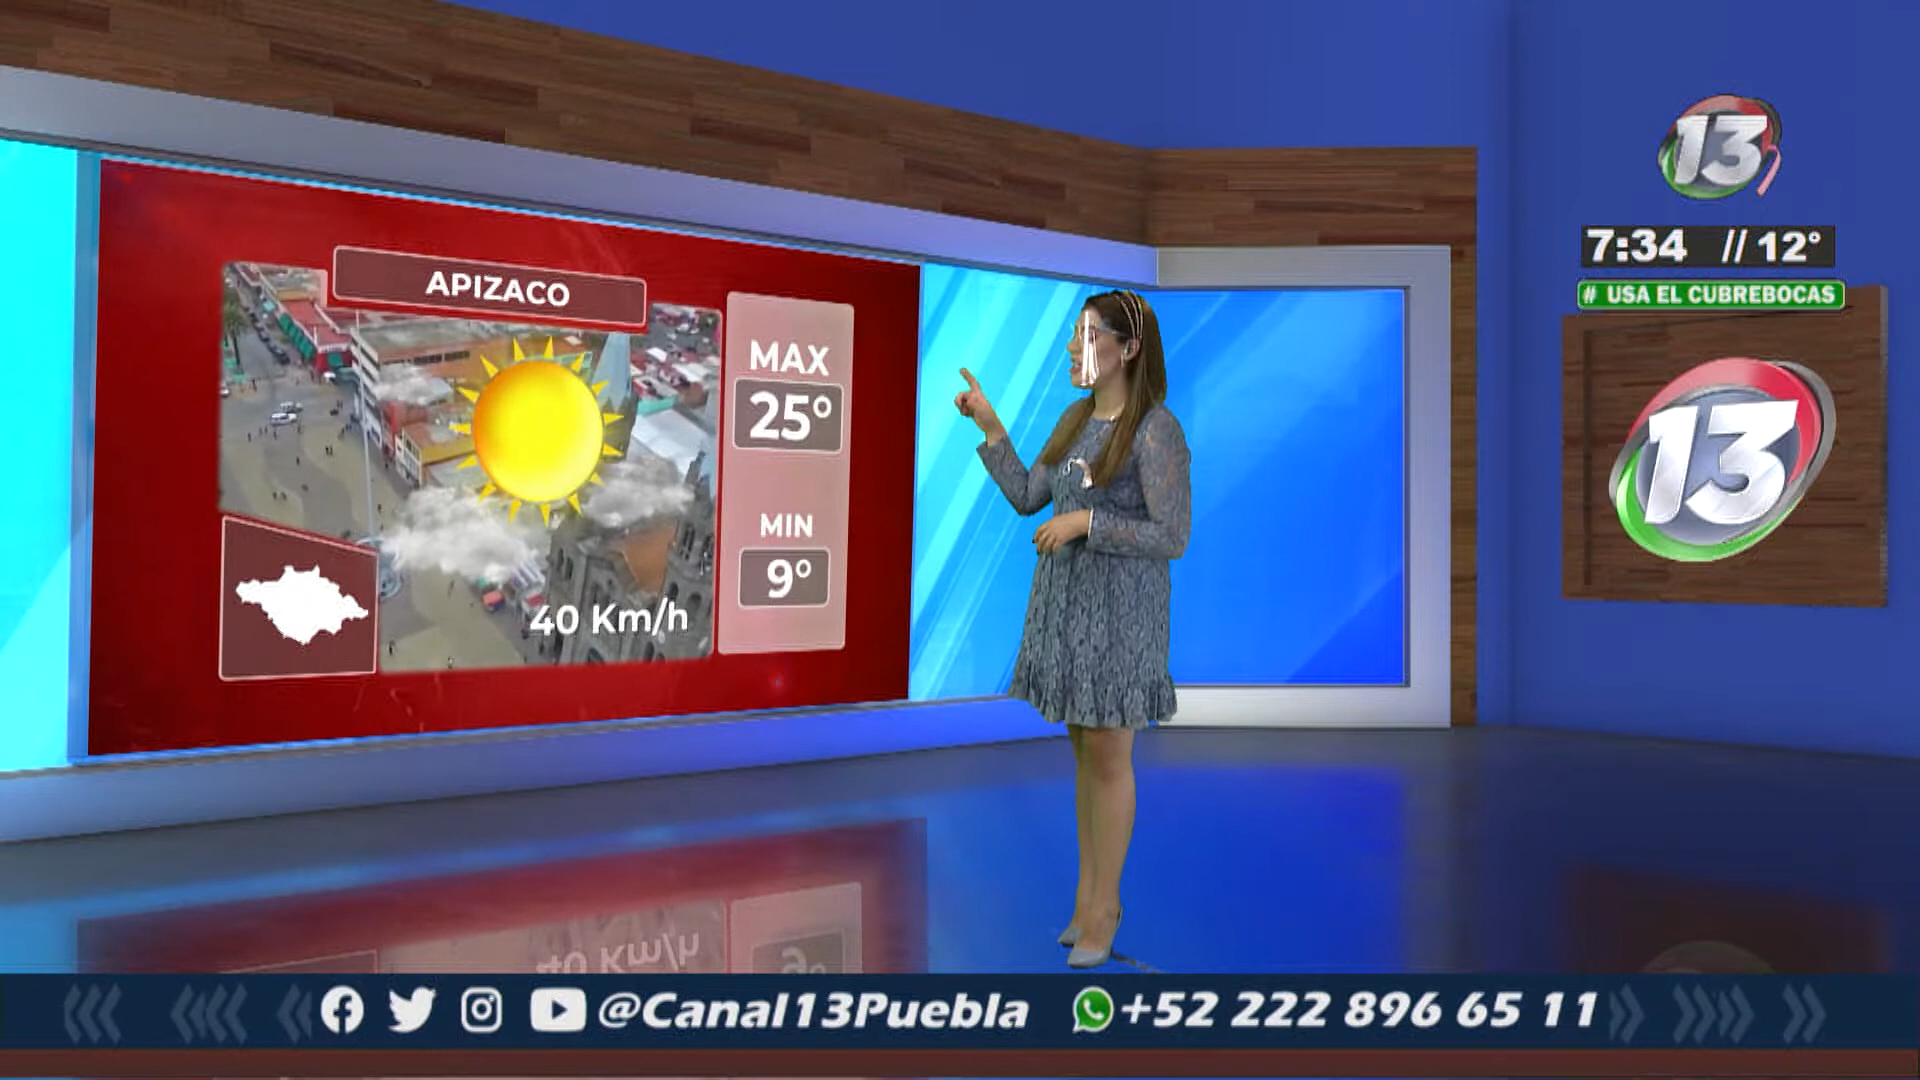 13
7:34 // 12°
# USA EL CUBREBOCAS
13
APIZACO
MAX
25°
MIN
9°
40 Km/h
@Canal13Puebla +52 222 896 65 11